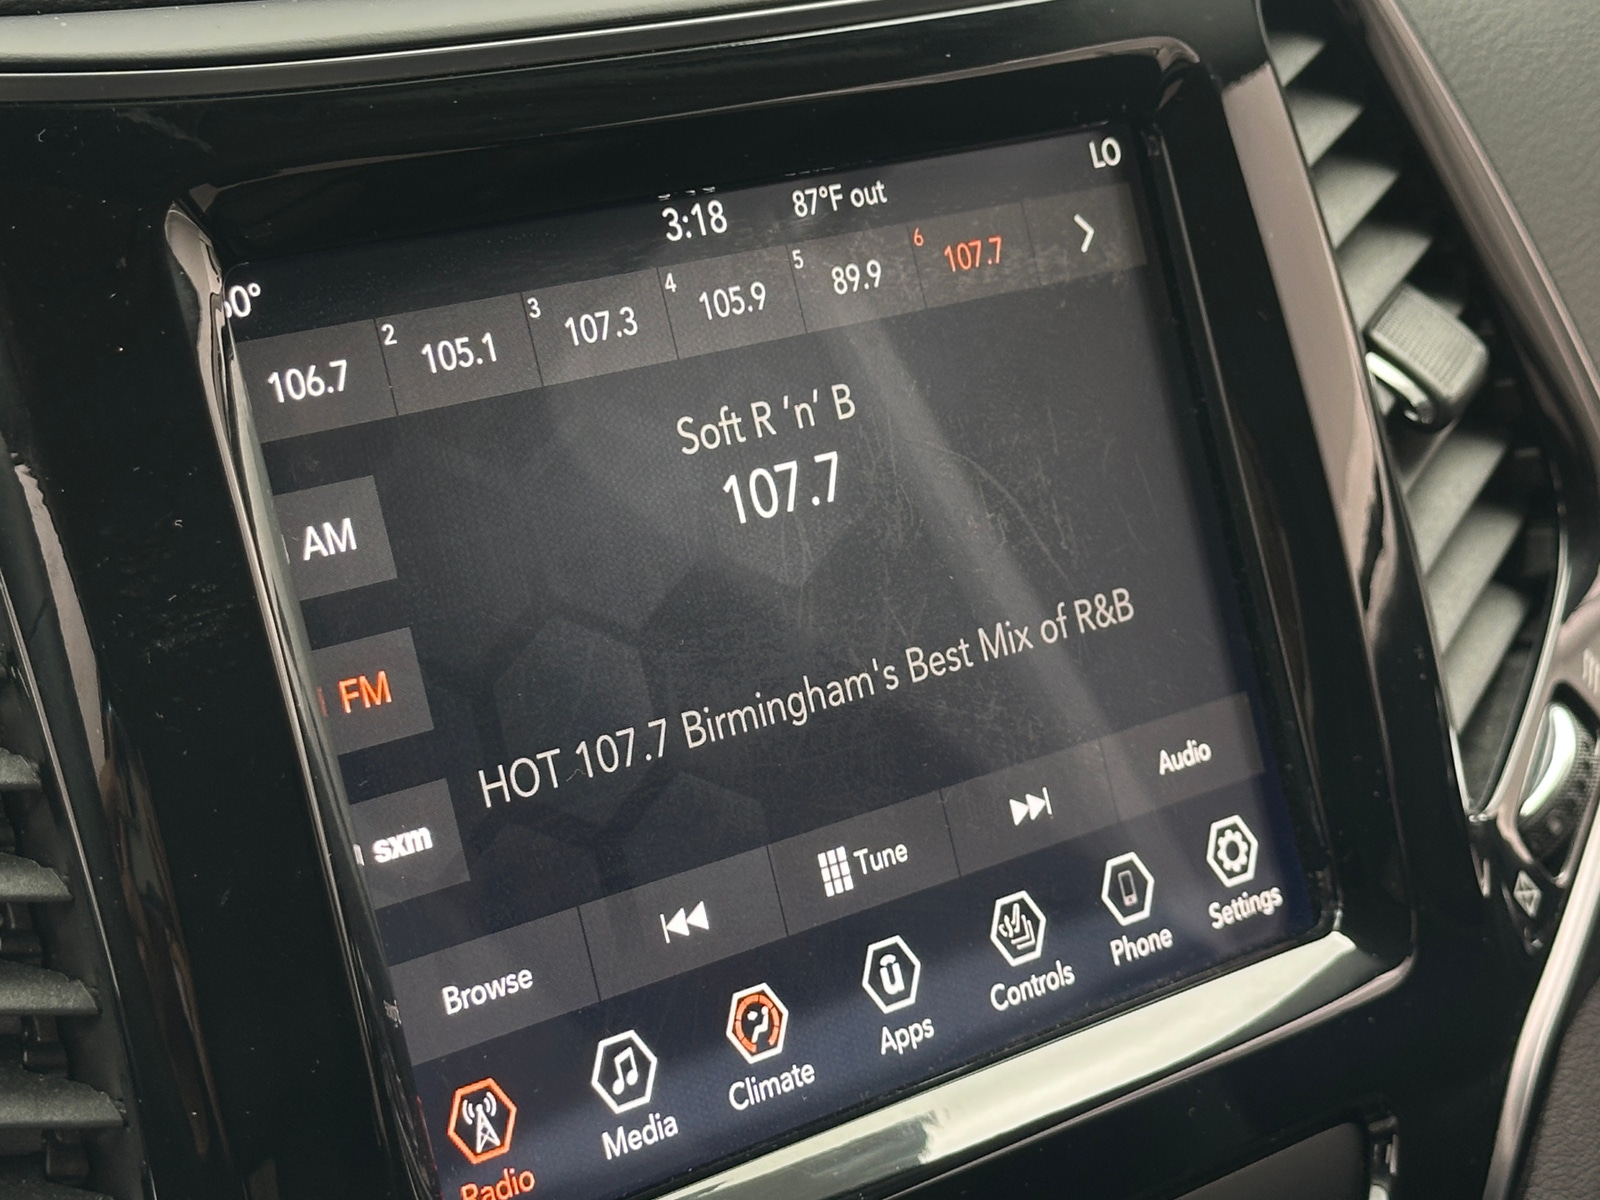 LO
3:18 87°F out
0°
106.7 2 105.1 3 107.3 4 105.9 5 89.9 6 107.7
Soft R 'n' B
107.7
AM
FM
HOT 107.7 Birmingham's Best Mix of R&B
sxm
Browse Tune Audio
Radio Media Climate Apps Controls Phone Settings